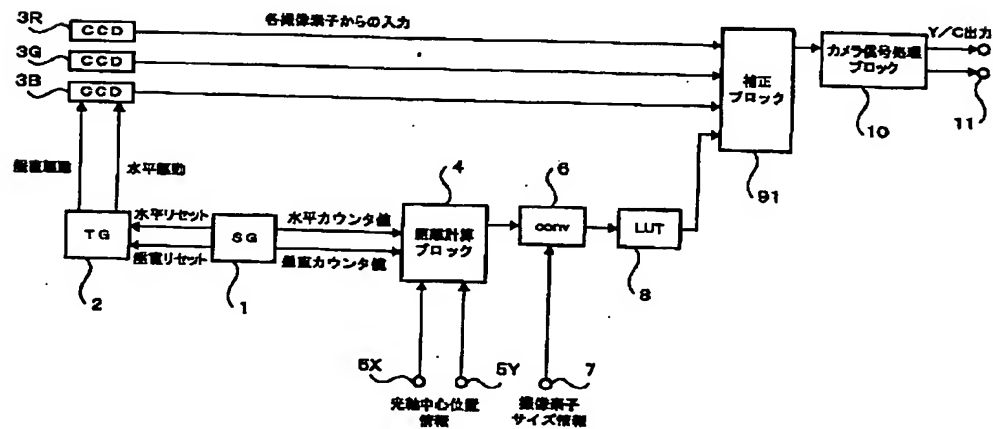 3R
CCD
各撮像素子からの入力
3G
CCD
3B
CCD
補正
ブロック
カメラ信号処理
ブロック
Y/C出力
10
11
91
垂直駆動
水平駆動
4
6
TG
水平リセット
垂直リセット
SG
水平カウンタ値
垂直カウンタ値
距離計算
ブロック
conv
LUT
2
1
8
5X
5Y
7
光軸中心位置
情報
撮像素子
サイズ情報